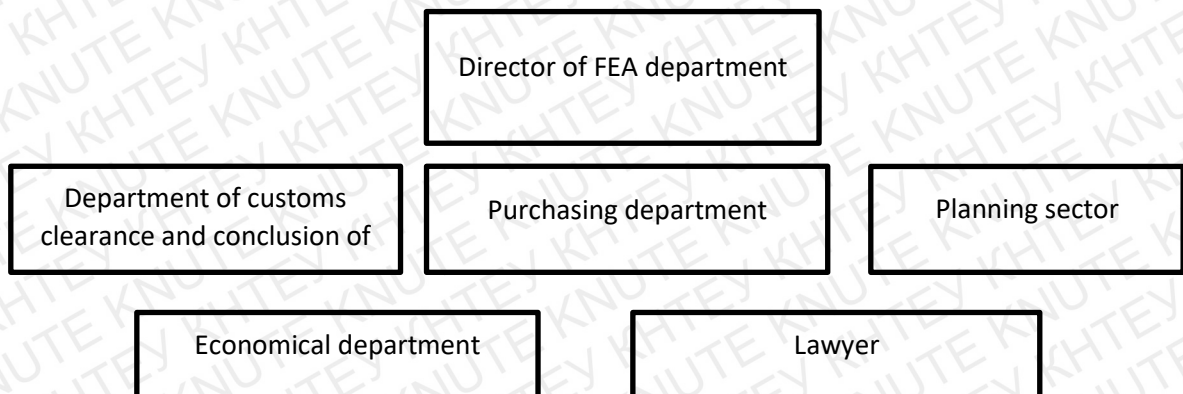 Director of FEA department
Department of customs
clearance and conclusion of
Purchasing department
Planning sector
Economical department
Lawyer